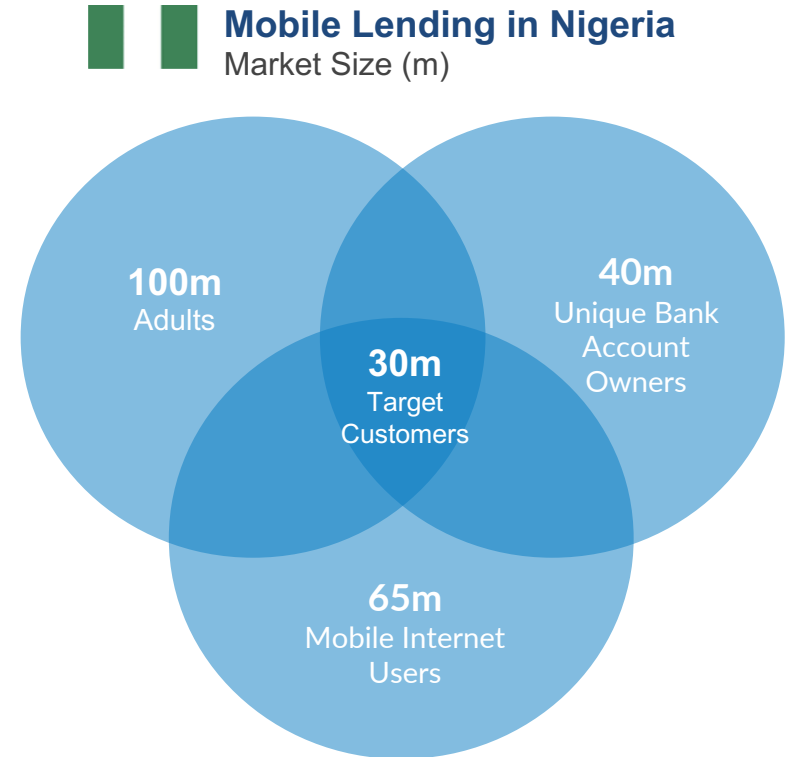 Mobile Lending in Nigeria
Market Size (m)
100m
Adults
40m
Unique Bank
Account
Owners
30m
Target
Customers
65m
Mobile Internet
Users